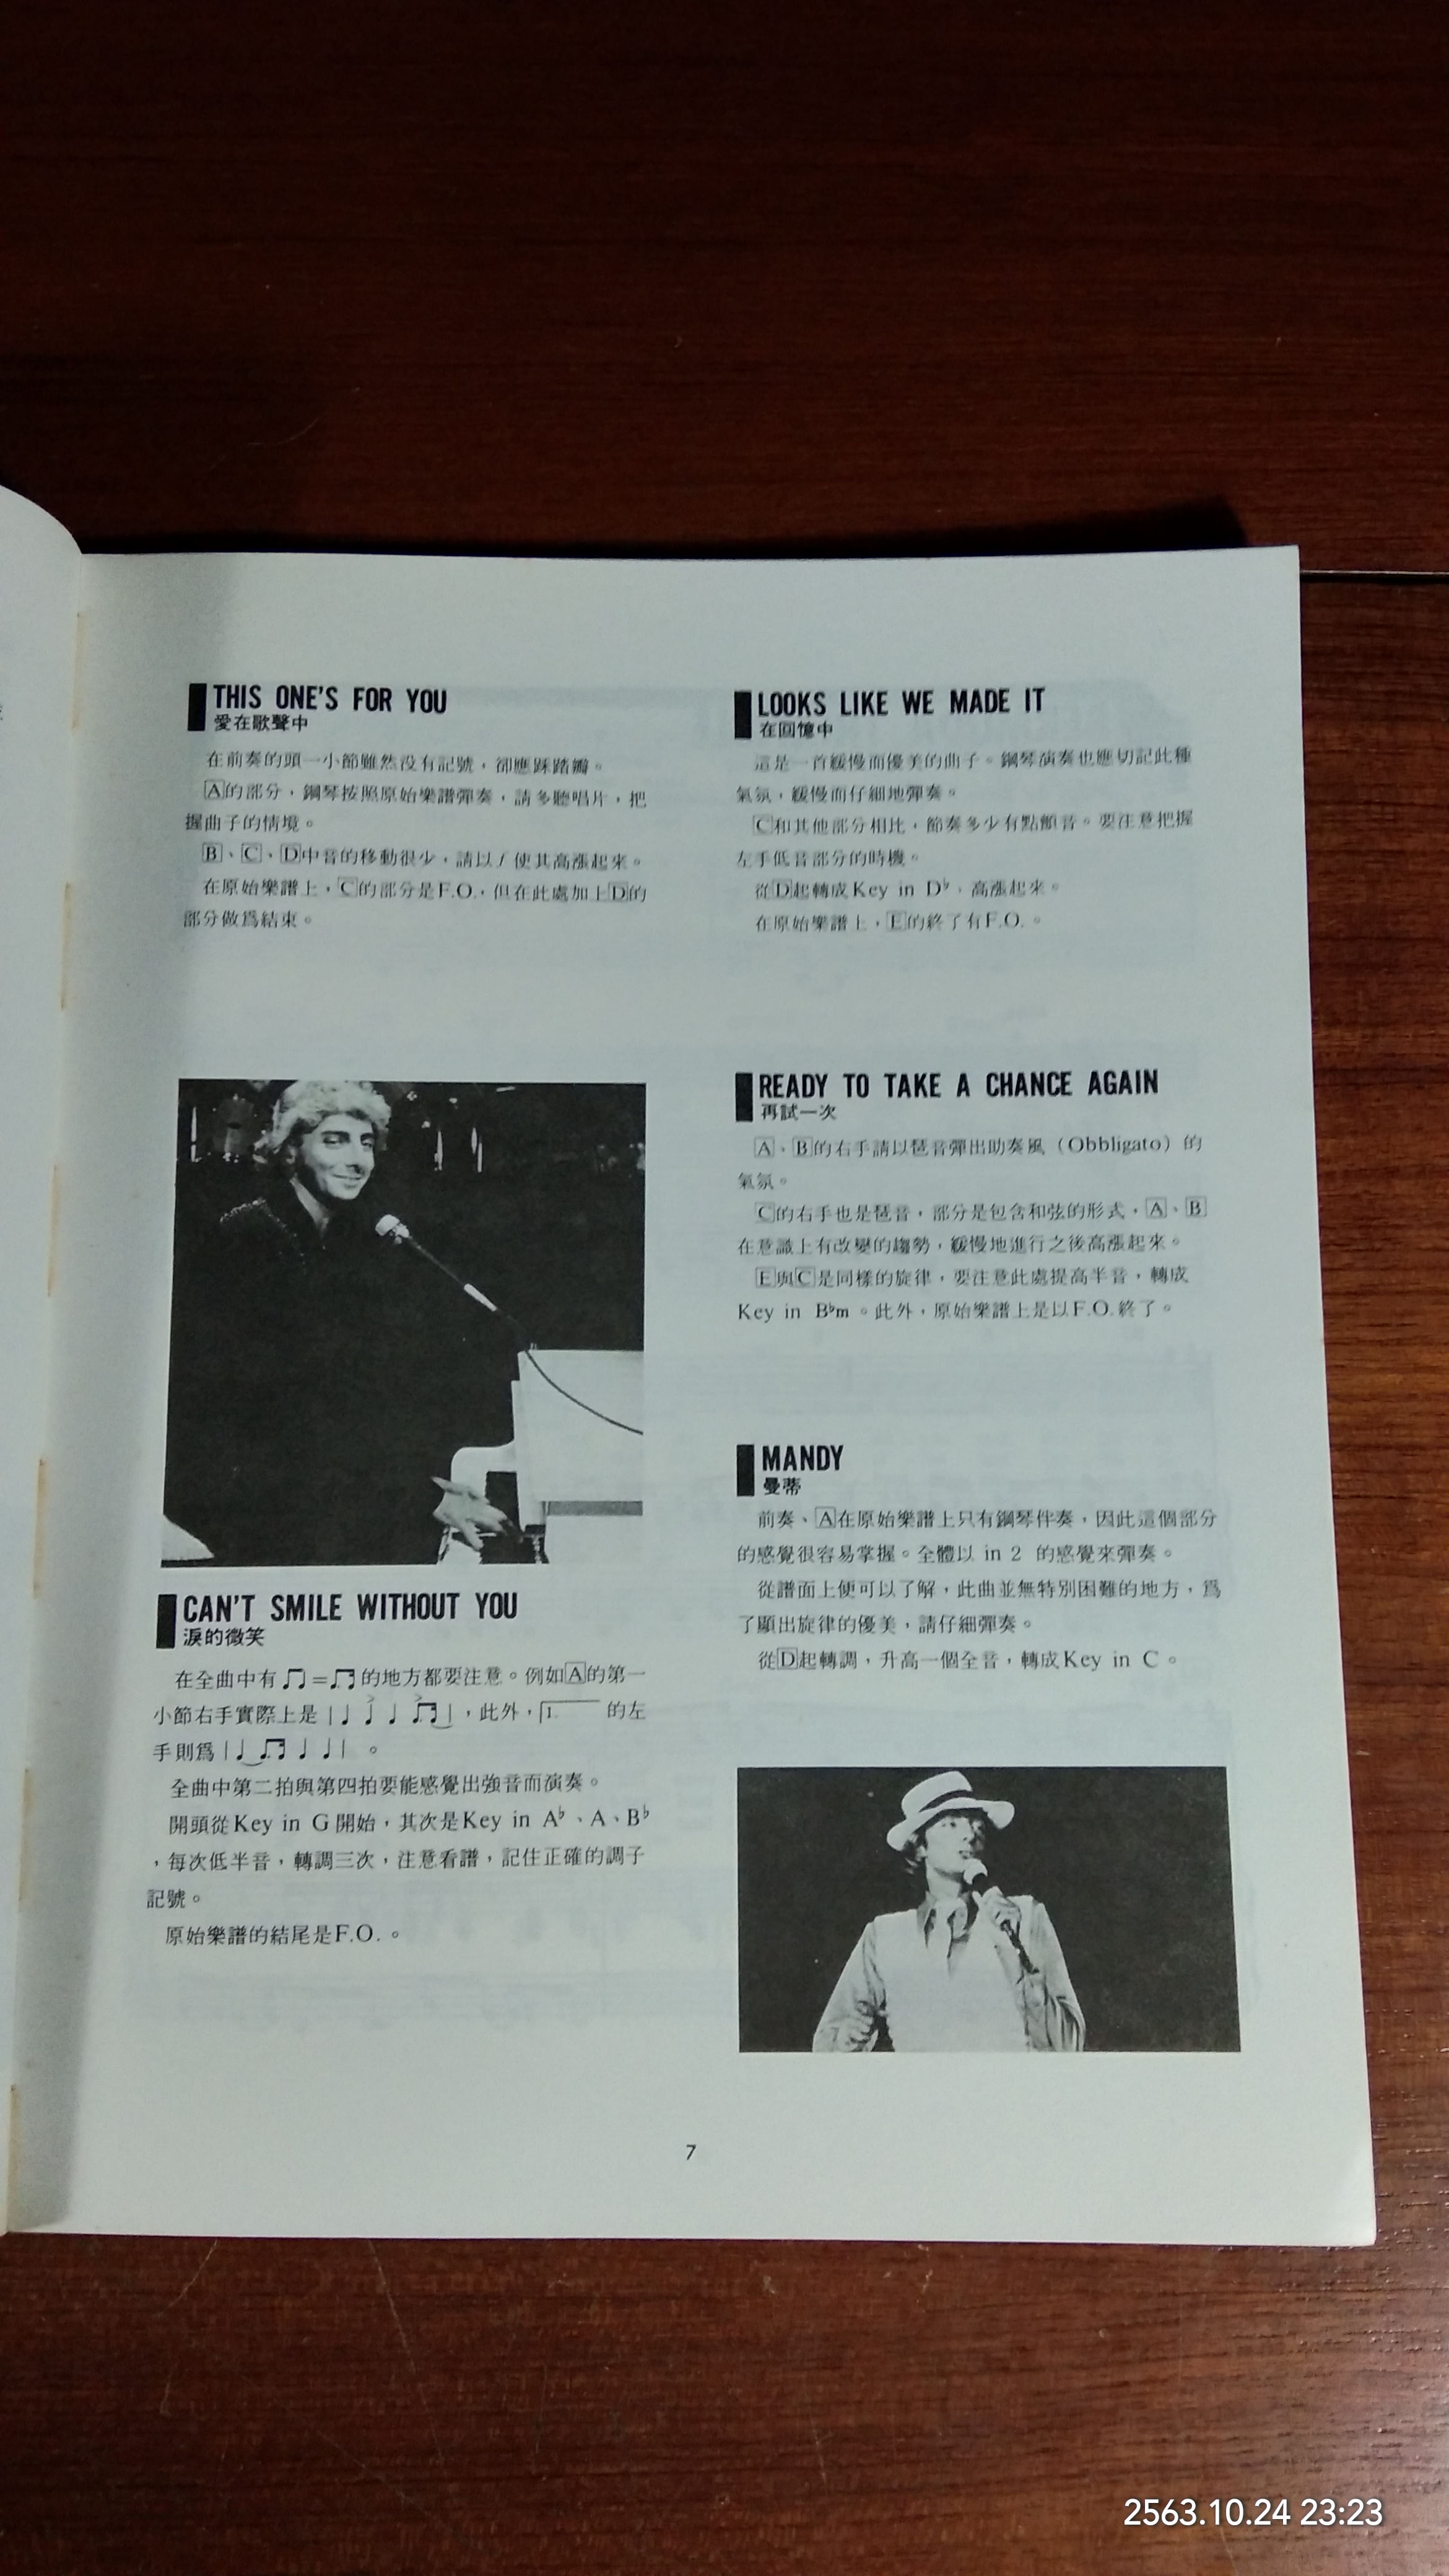 THIS ONE'S FOR YOU
愛在歌聲中
在前奏的頭一小節雖然没有記號，卻應踩踏瓣。
A的部分，鋼琴按照原始樂譜彈奏，請多聽唱片，把
握曲子的情境。
B、C、D中音的移動很少，請以f使其高漲起來。
在原始樂譜上，C的部分是F.O.，但在此處加上D的
部分做爲結束。
CAN'T SMILE WITHOUT YOU
淚的微笑
在全曲中有♫=♫的地方都要注意。例如A的第一
小節右手實際上是|♩ ♩ ♩ ♫|，此外，1. 的左
手則爲|♩ ♫ ♩ ♩|。
全曲中第二拍與第四拍要能感覺出強音而演奏。
開頭從Key in G開始，其次是Key in A♭、A、B♭
，每次低半音，轉調三次，注意看譜，記住正確的調子
記號。
原始樂譜的結尾是F.O.。
LOOKS LIKE WE MADE IT
在回憶中
這是一首緩慢而優美的曲子。鋼琴演奏也應切記此種
氣氛，緩慢而仔細地彈奏。
C和其他部分相比，節奏多少有點顫音。要注意把握
左手低音部分的時機。
從D起轉成Key in D♭，高漲起來。
在原始樂譜上，E的終了有F.O.。
READY TO TAKE A CHANCE AGAIN
再試一次
A、B的右手請以琶音彈出助奏風（Obbligato）的
氣氛。
C的右手也是琶音，部分是包含和弦的形式，A、B
在意識上有改變的趨勢，緩慢地進行之後高漲起來。
E與C是同樣的旋律，要注意此處提高半音，轉成
Key in B♭m。此外，原始樂譜上是以F.O.終了。
MANDY
曼蒂
前奏、A在原始樂譜上只有鋼琴伴奏，因此這個部分
的感覺很容易掌握。全體以 in 2 的感覺來彈奏。
從譜面上便可以了解，此曲並無特別困難的地方，爲
了顯出旋律的優美，請仔細彈奏。
從D起轉調，升高一個全音，轉成Key in C。
7
2563.10.24 23:23